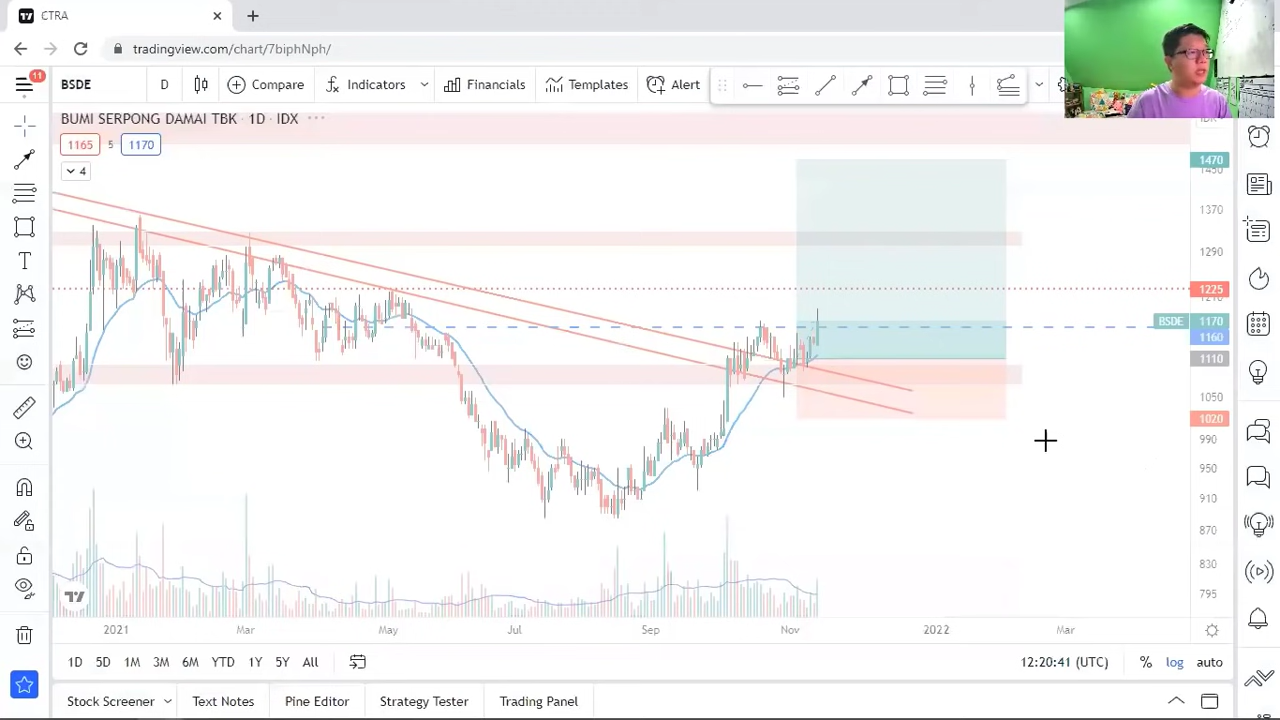 CTRA
tradingview.com/chart/7biphNph/
11
BSDE D Compare Indicators Financials Templates Alert
BUMI SERPONG DAMAI TBK · 1D · IDX
1165 5 1170
4
1470
1450
1370
1290
1225
BSDE 1170
1160
1110
1050
1020
990
950
910
870
830
795
2021 Mar May Jul Sep Nov 2022 Mar
1D 5D 1M 3M 6M YTD 1Y 5Y All 12:20:41 (UTC) % log auto
Stock Screener Text Notes Pine Editor Strategy Tester Trading Panel